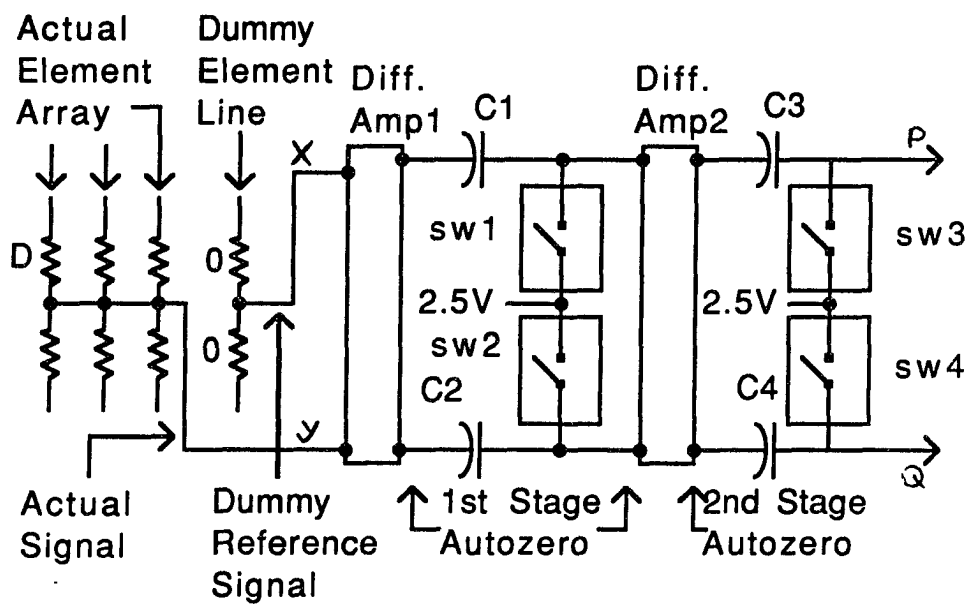 Actual
Element
Array
Dummy
Element
Line
Diff.
Amp1
C1
Diff.
Amp2
C3
X
P
sw1
sw3
D
0
2.5V
2.5V
0
sw2
sw4
C2
C4
y
Q
Actual
Signal
Dummy
Reference
Signal
1st Stage
Autozero
2nd Stage
Autozero